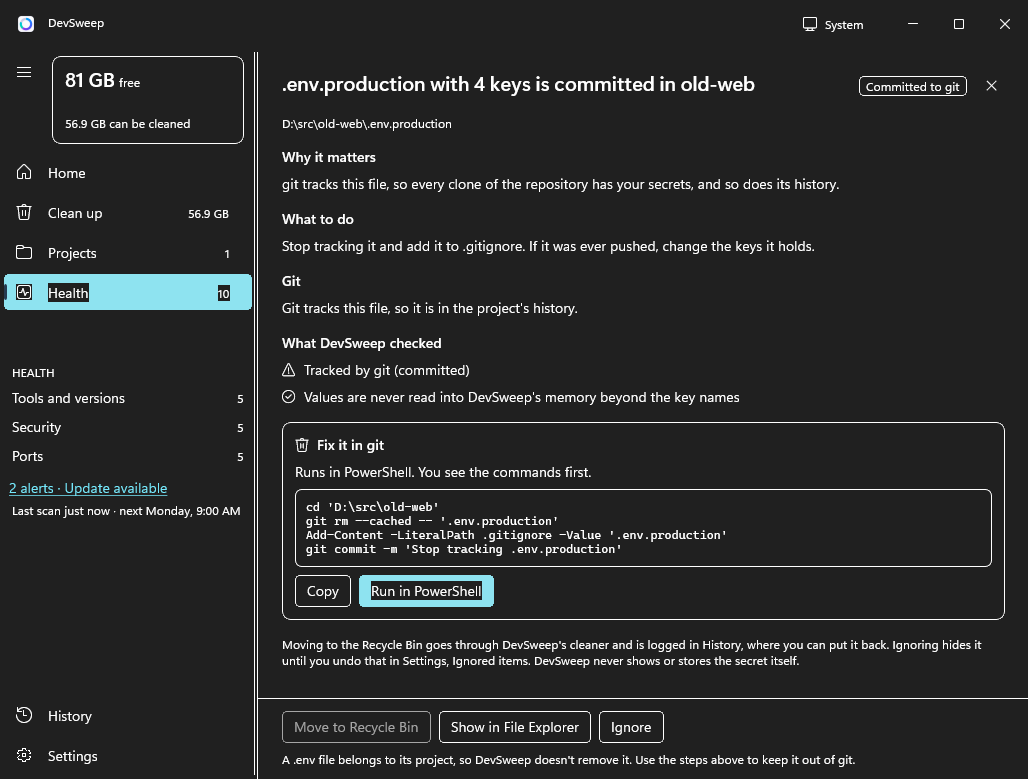 DevSweep
System
81 GB free
56.9 GB can be cleaned
Home
Clean up 56.9 GB
Projects 1
Health 10
HEALTH
Tools and versions 5
Security 5
Ports 5
2 alerts · Update available
Last scan just now · next Monday, 9:00 AM
History
Settings
.env.production with 4 keys is committed in old-web
Committed to git
D:\src\old-web\.env.production
Why it matters
git tracks this file, so every clone of the repository has your secrets, and so does its history.
What to do
Stop tracking it and add it to .gitignore. If it was ever pushed, change the keys it holds.
Git
Git tracks this file, so it is in the project's history.
What DevSweep checked
Tracked by git (committed)
Values are never read into DevSweep's memory beyond the key names
Fix it in git
Runs in PowerShell. You see the commands first.
cd 'D:\src\old-web'
git rm --cached -- '.env.production'
Add-Content -LiteralPath .gitignore -Value '.env.production'
git commit -m 'Stop tracking .env.production'
Copy
Run in PowerShell
Moving to the Recycle Bin goes through DevSweep's cleaner and is logged in History, where you can put it back. Ignoring hides it
until you undo that in Settings, Ignored items. DevSweep never shows or stores the secret itself.
Move to Recycle Bin
Show in File Explorer
Ignore
A .env file belongs to its project, so DevSweep doesn't remove it. Use the steps above to keep it out of git.